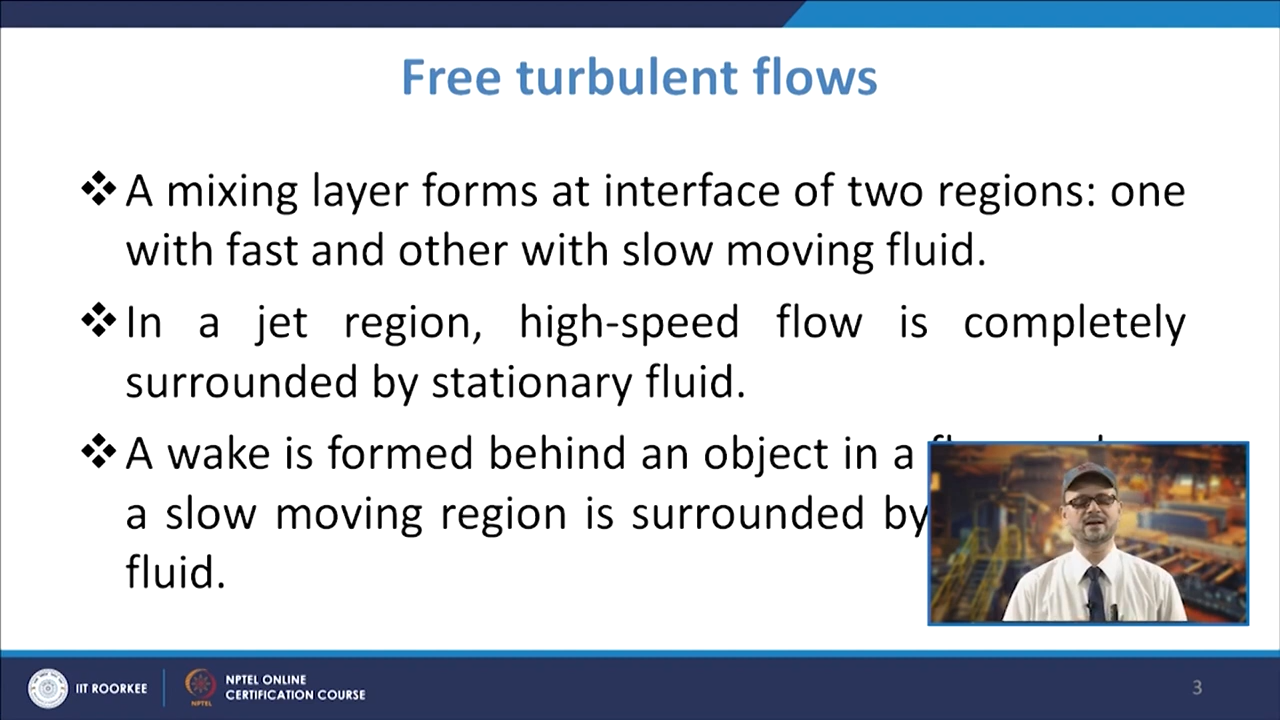 Free turbulent flows
❖ A mixing layer forms at interface of two regions: one
with fast and other with slow moving fluid.
❖ In a jet region, high-speed flow is completely
surrounded by stationary fluid.
❖ A wake is formed behind an object in a
a slow moving region is surrounded by
fluid.
IIT ROORKEE
NPTEL ONLINE
CERTIFICATION COURSE
NPTEL
3